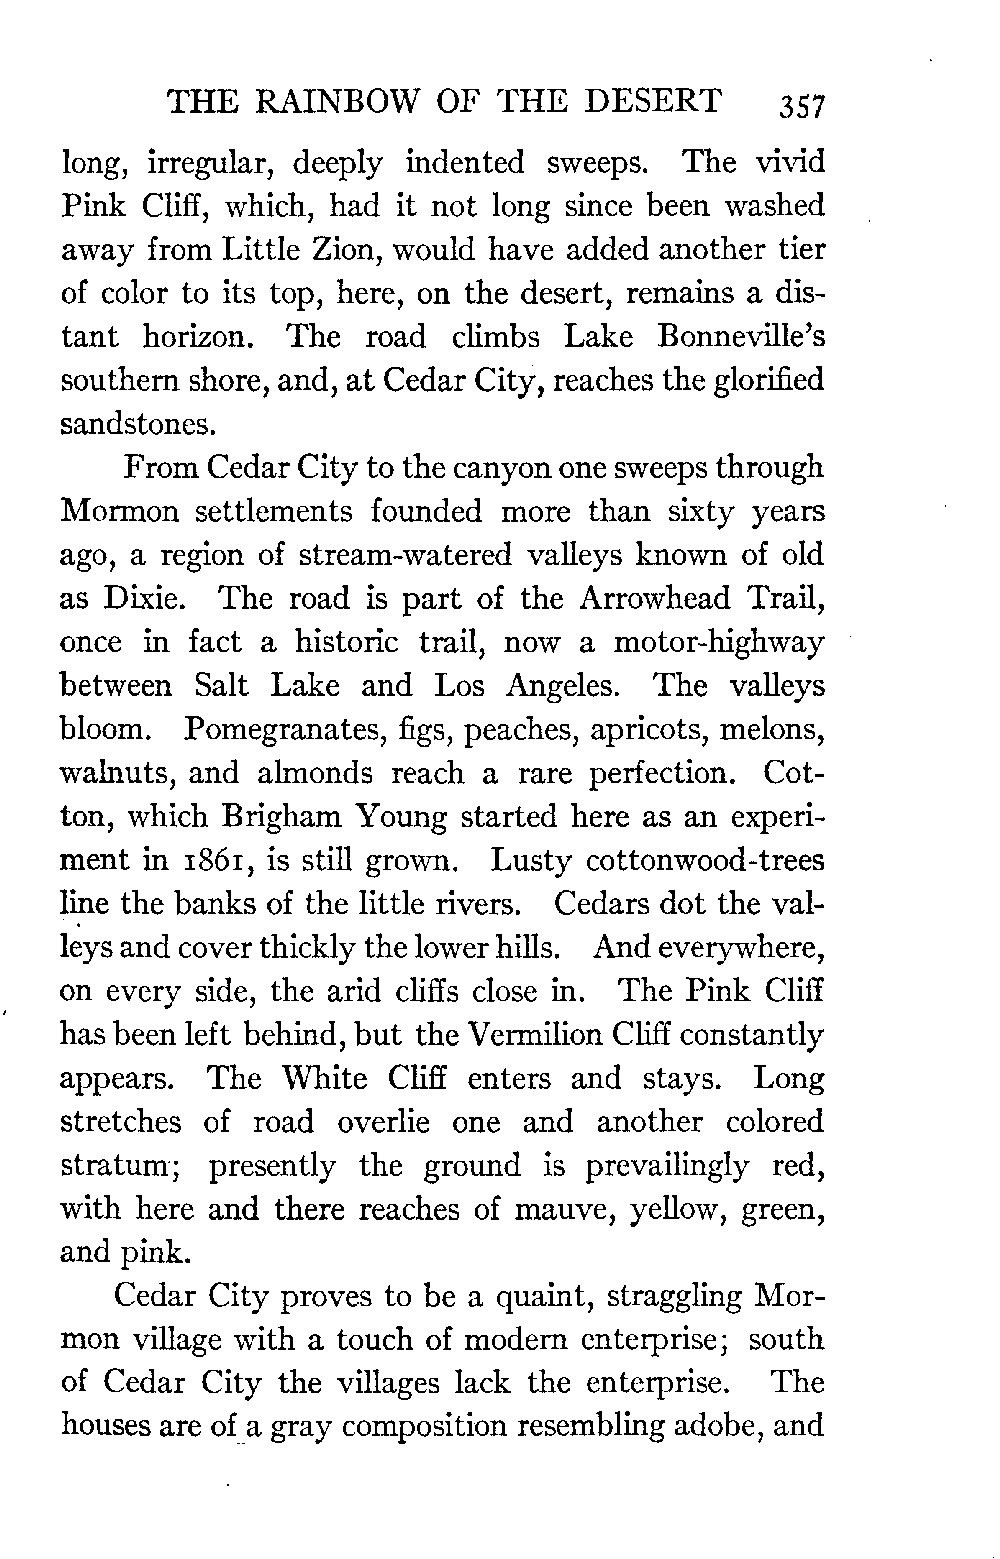 THE RAINBOW OF THE DESERT 357
long, irregular, deeply indented sweeps. The vivid
Pink Cliff, which, had it not long since been washed
away from Little Zion, would have added another tier
of color to its top, here, on the desert, remains a dis-
tant horizon. The road climbs Lake Bonneville's
southern shore, and, at Cedar City, reaches the glorified
sandstones.
From Cedar City to the canyon one sweeps through
Mormon settlements founded more than sixty years
ago, a region of stream-watered valleys known of old
as Dixie. The road is part of the Arrowhead Trail,
once in fact a historic trail, now a motor-highway
between Salt Lake and Los Angeles. The valleys
bloom. Pomegranates, figs, peaches, apricots, melons,
walnuts, and almonds reach a rare perfection. Cot-
ton, which Brigham Young started here as an experi-
ment in 1861, is still grown. Lusty cottonwood-trees
line the banks of the little rivers. Cedars dot the val-
leys and cover thickly the lower hills. And everywhere,
on every side, the arid cliffs close in. The Pink Cliff
has been left behind, but the Vermilion Cliff constantly
appears. The White Cliff enters and stays. Long
stretches of road overlie one and another colored
stratum; presently the ground is prevailingly red,
with here and there reaches of mauve, yellow, green,
and pink.
Cedar City proves to be a quaint, straggling Mor-
mon village with a touch of modern enterprise; south
of Cedar City the villages lack the enterprise. The
houses are of a gray composition resembling adobe, and